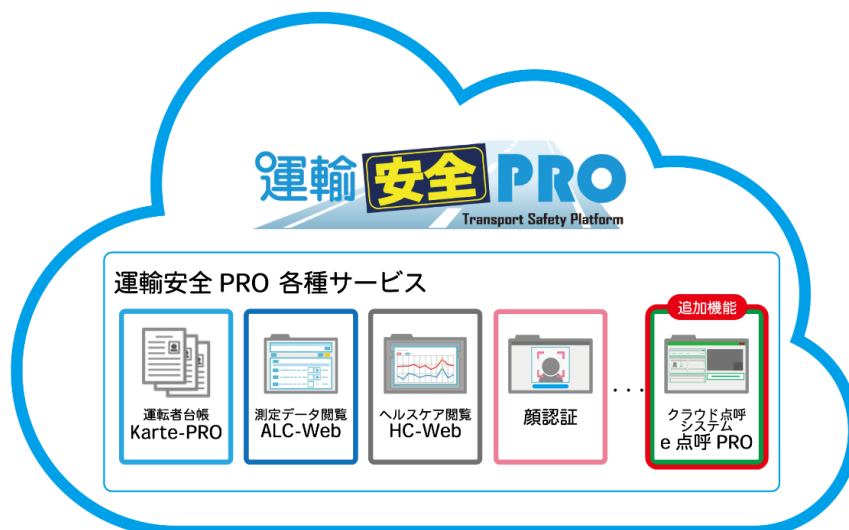 運輸安全PRO
Transport Safety Platform
運輸安全 PRO 各種サービス
運転者台帳
Karte-PRO
測定データ閲覧
ALC-Web
ヘルスケア閲覧
HC-Web
顔認証
...
追加機能
クラウド点呼
システム
e 点呼 PRO